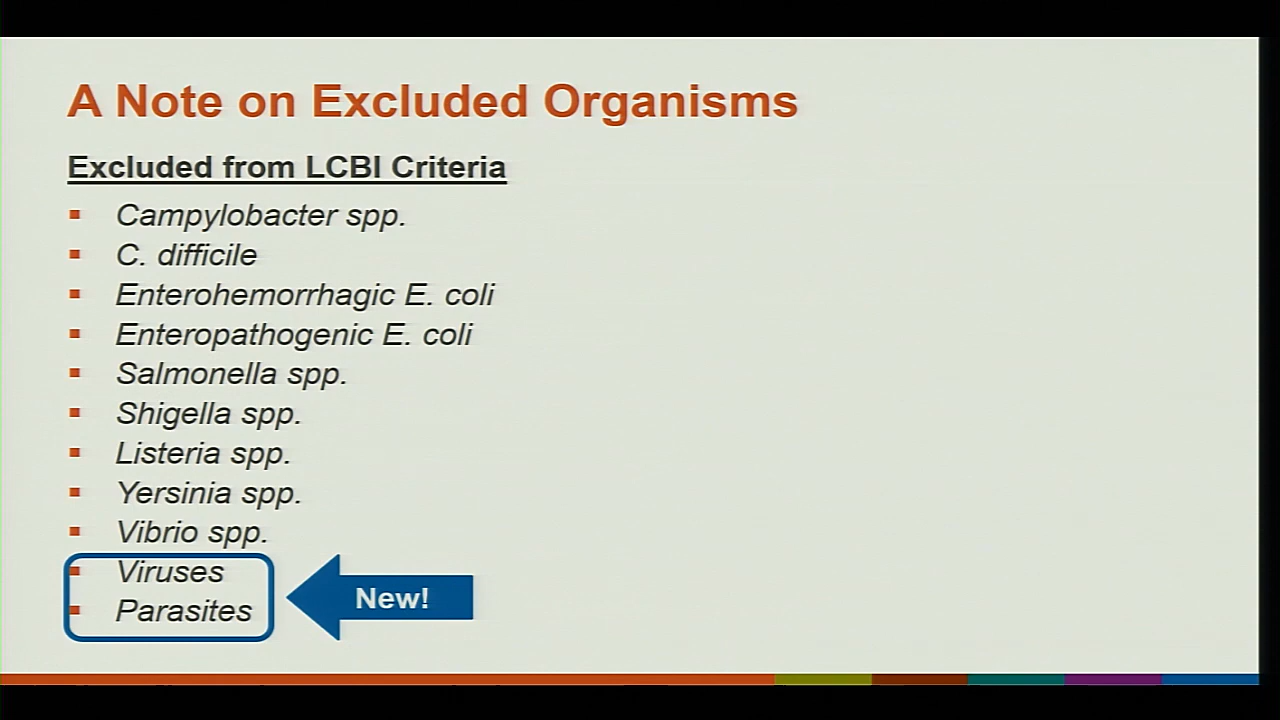 A Note on Excluded Organisms
Excluded from LCBI Criteria
Campylobacter spp.
C. difficile
Enterohemorrhagic E. coli
Enteropathogenic E. coli
Salmonella spp.
Shigella spp.
Listeria spp.
Yersinia spp.
Vibrio spp.
Viruses
Parasites
New!